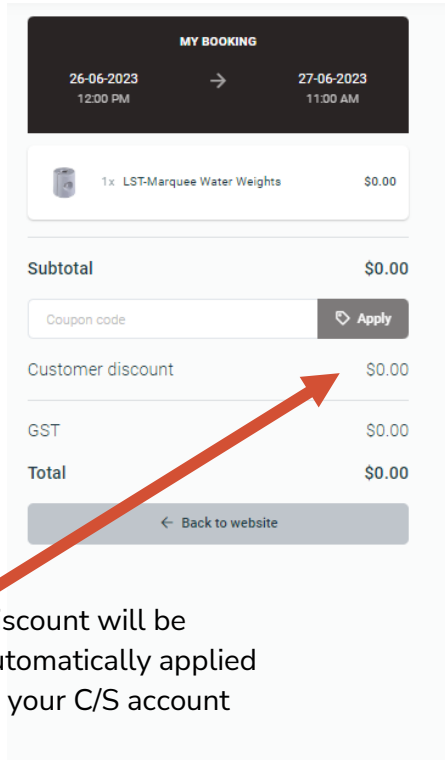 MY BOOKING
26-06-2023 → 27-06-2023
12:00 PM 11:00 AM
1x LST-Marquee Water Weights $0.00
Subtotal $0.00
Coupon code Apply
Customer discount $0.00
GST $0.00
Total $0.00
← Back to website
iscount will be
utomatically applied
your C/S account